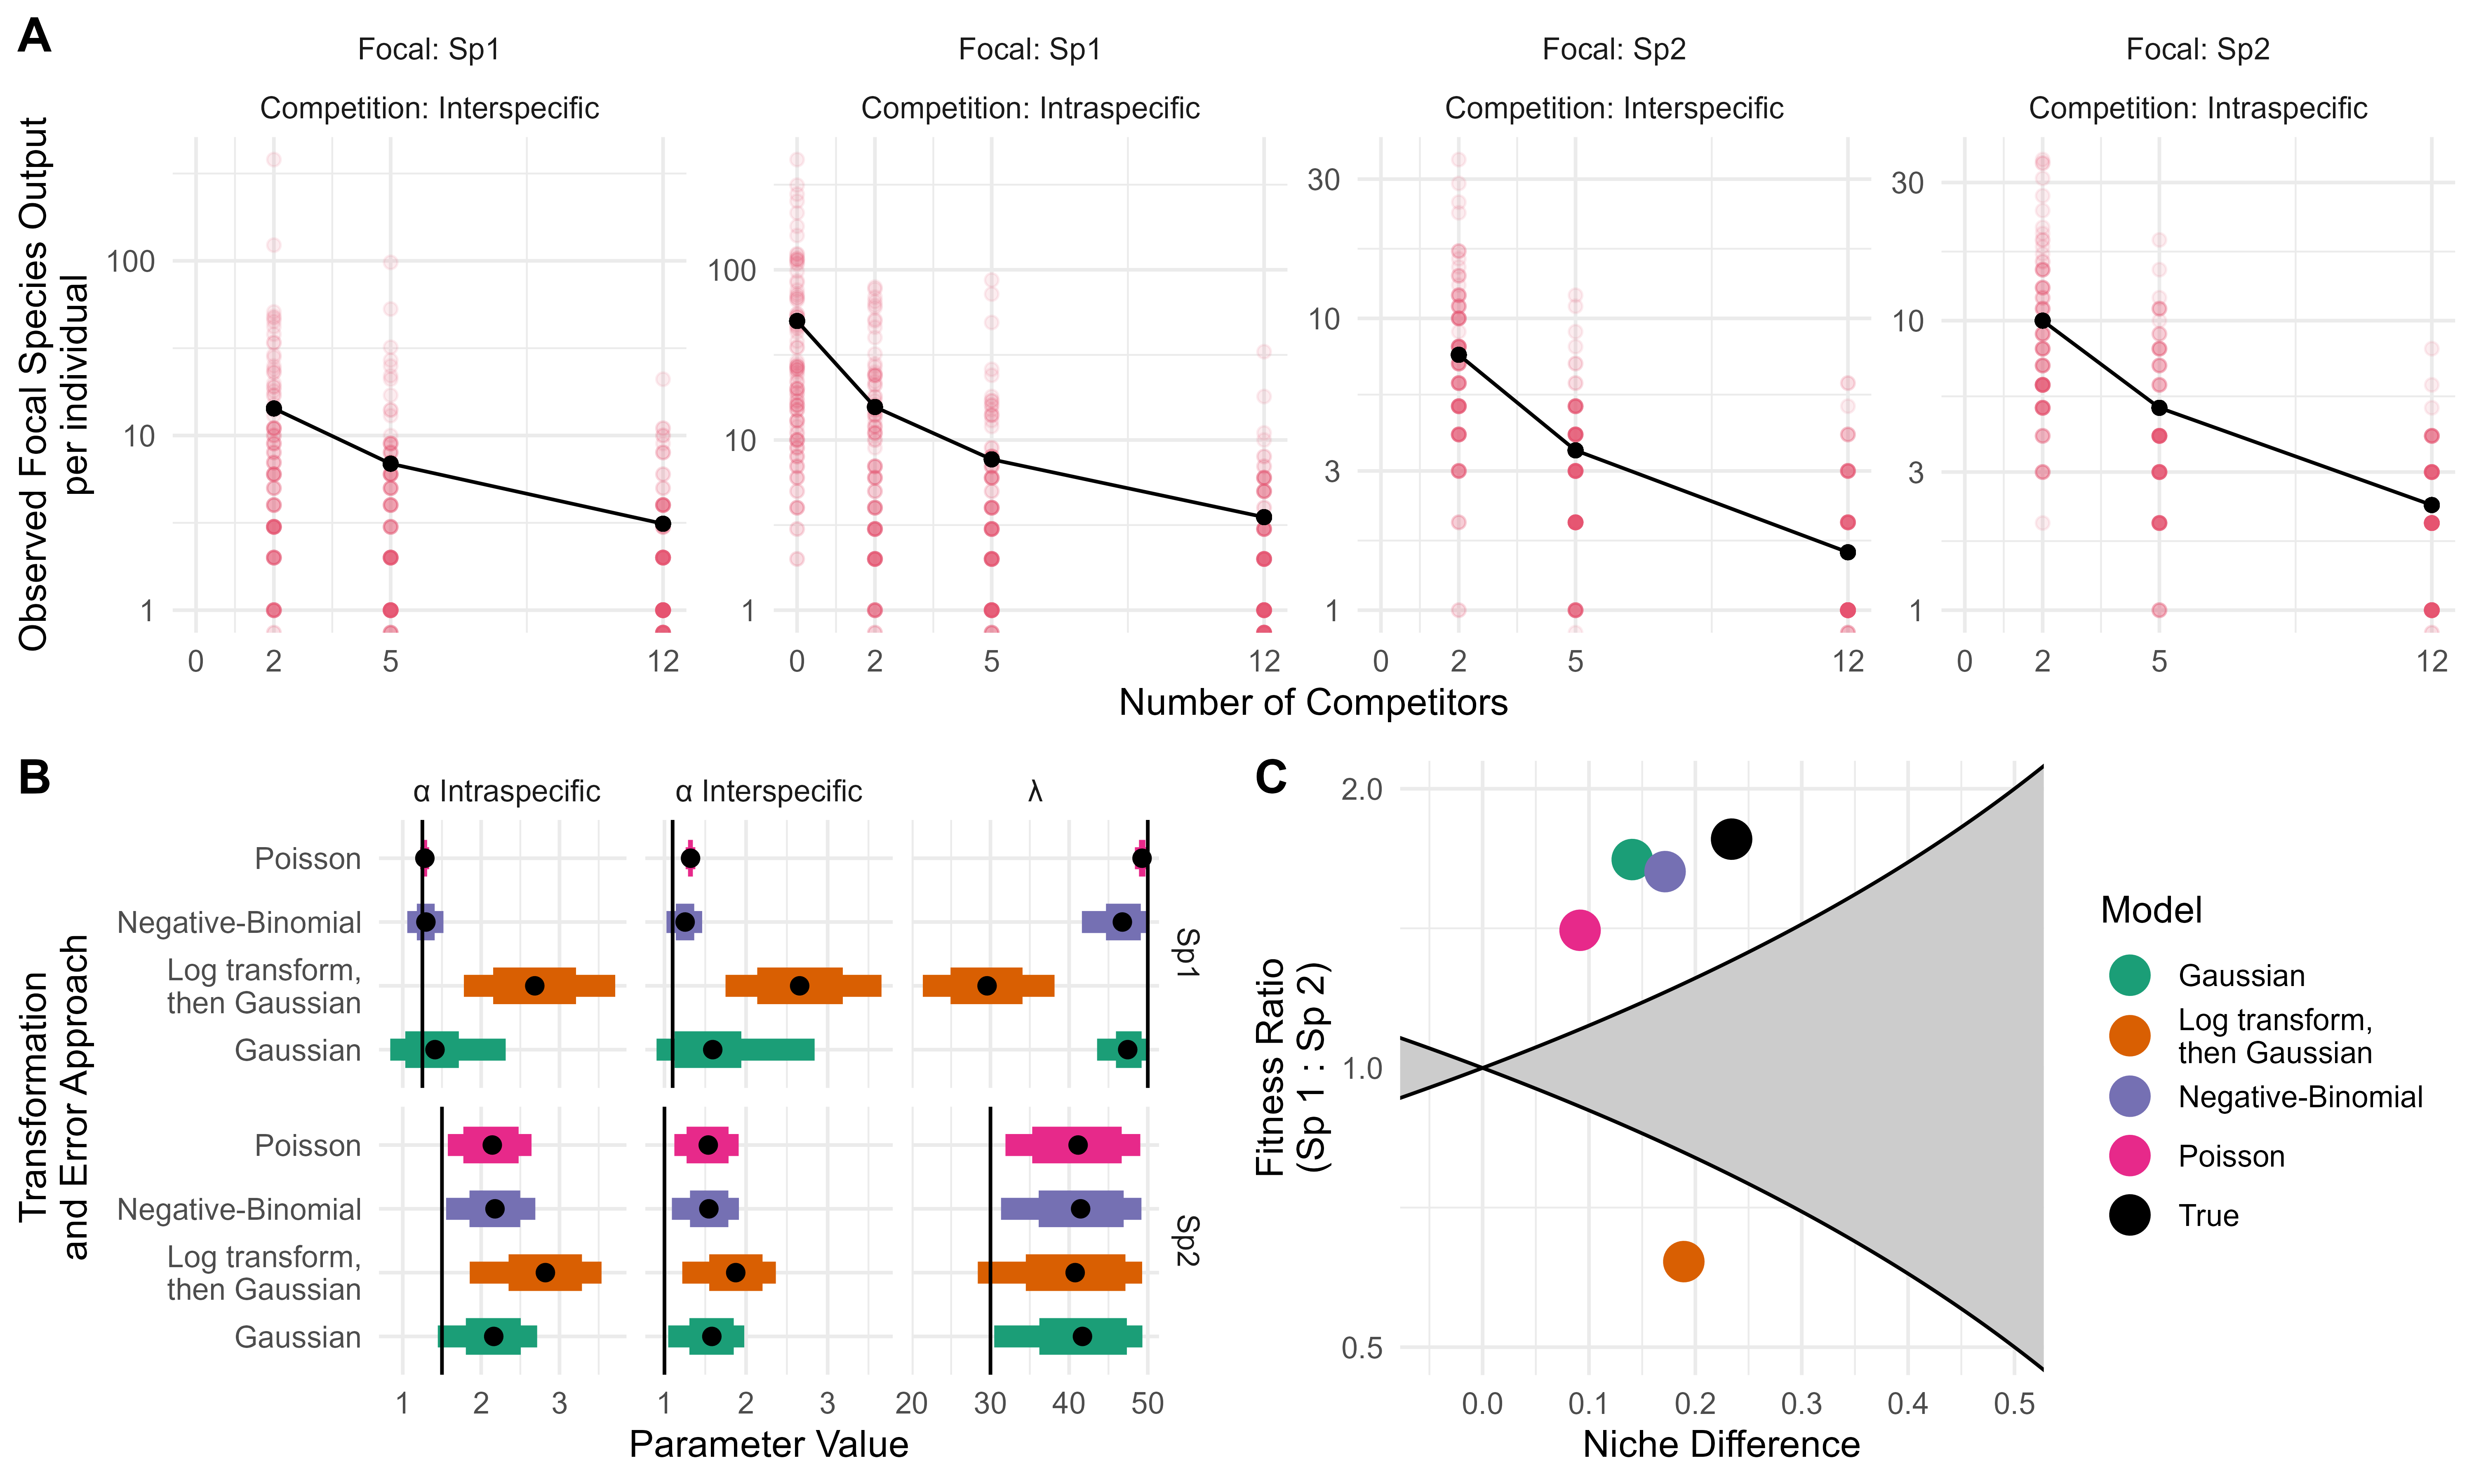 A
Focal: Sp1
Focal: Sp1
Focal: Sp2
Focal: Sp2
Competition: Interspecific
Competition: Intraspecific
Competition: Interspecific
Competition: Intraspecific
Observed Focal Species Output
per individual
100
10
1
100
10
1
30
10
3
1
30
10
3
1
0 2 5 12
0 2 5 12
0 2 5 12
0 2 5 12
Number of Competitors
B
α Intraspecific
α Interspecific
λ
Transformation
and Error Approach
Poisson
Negative-Binomial
Log transform,
then Gaussian
Gaussian
Sp1
Poisson
Negative-Binomial
Log transform,
then Gaussian
Gaussian
Sp2
1 2 3
1 2 3
20 30 40 50
Parameter Value
C
Fitness Ratio
(Sp 1 : Sp 2)
2.0
1.0
0.5
0.0 0.1 0.2 0.3 0.4 0.5
Niche Difference
Model
Gaussian
Log transform,
then Gaussian
Negative-Binomial
Poisson
True